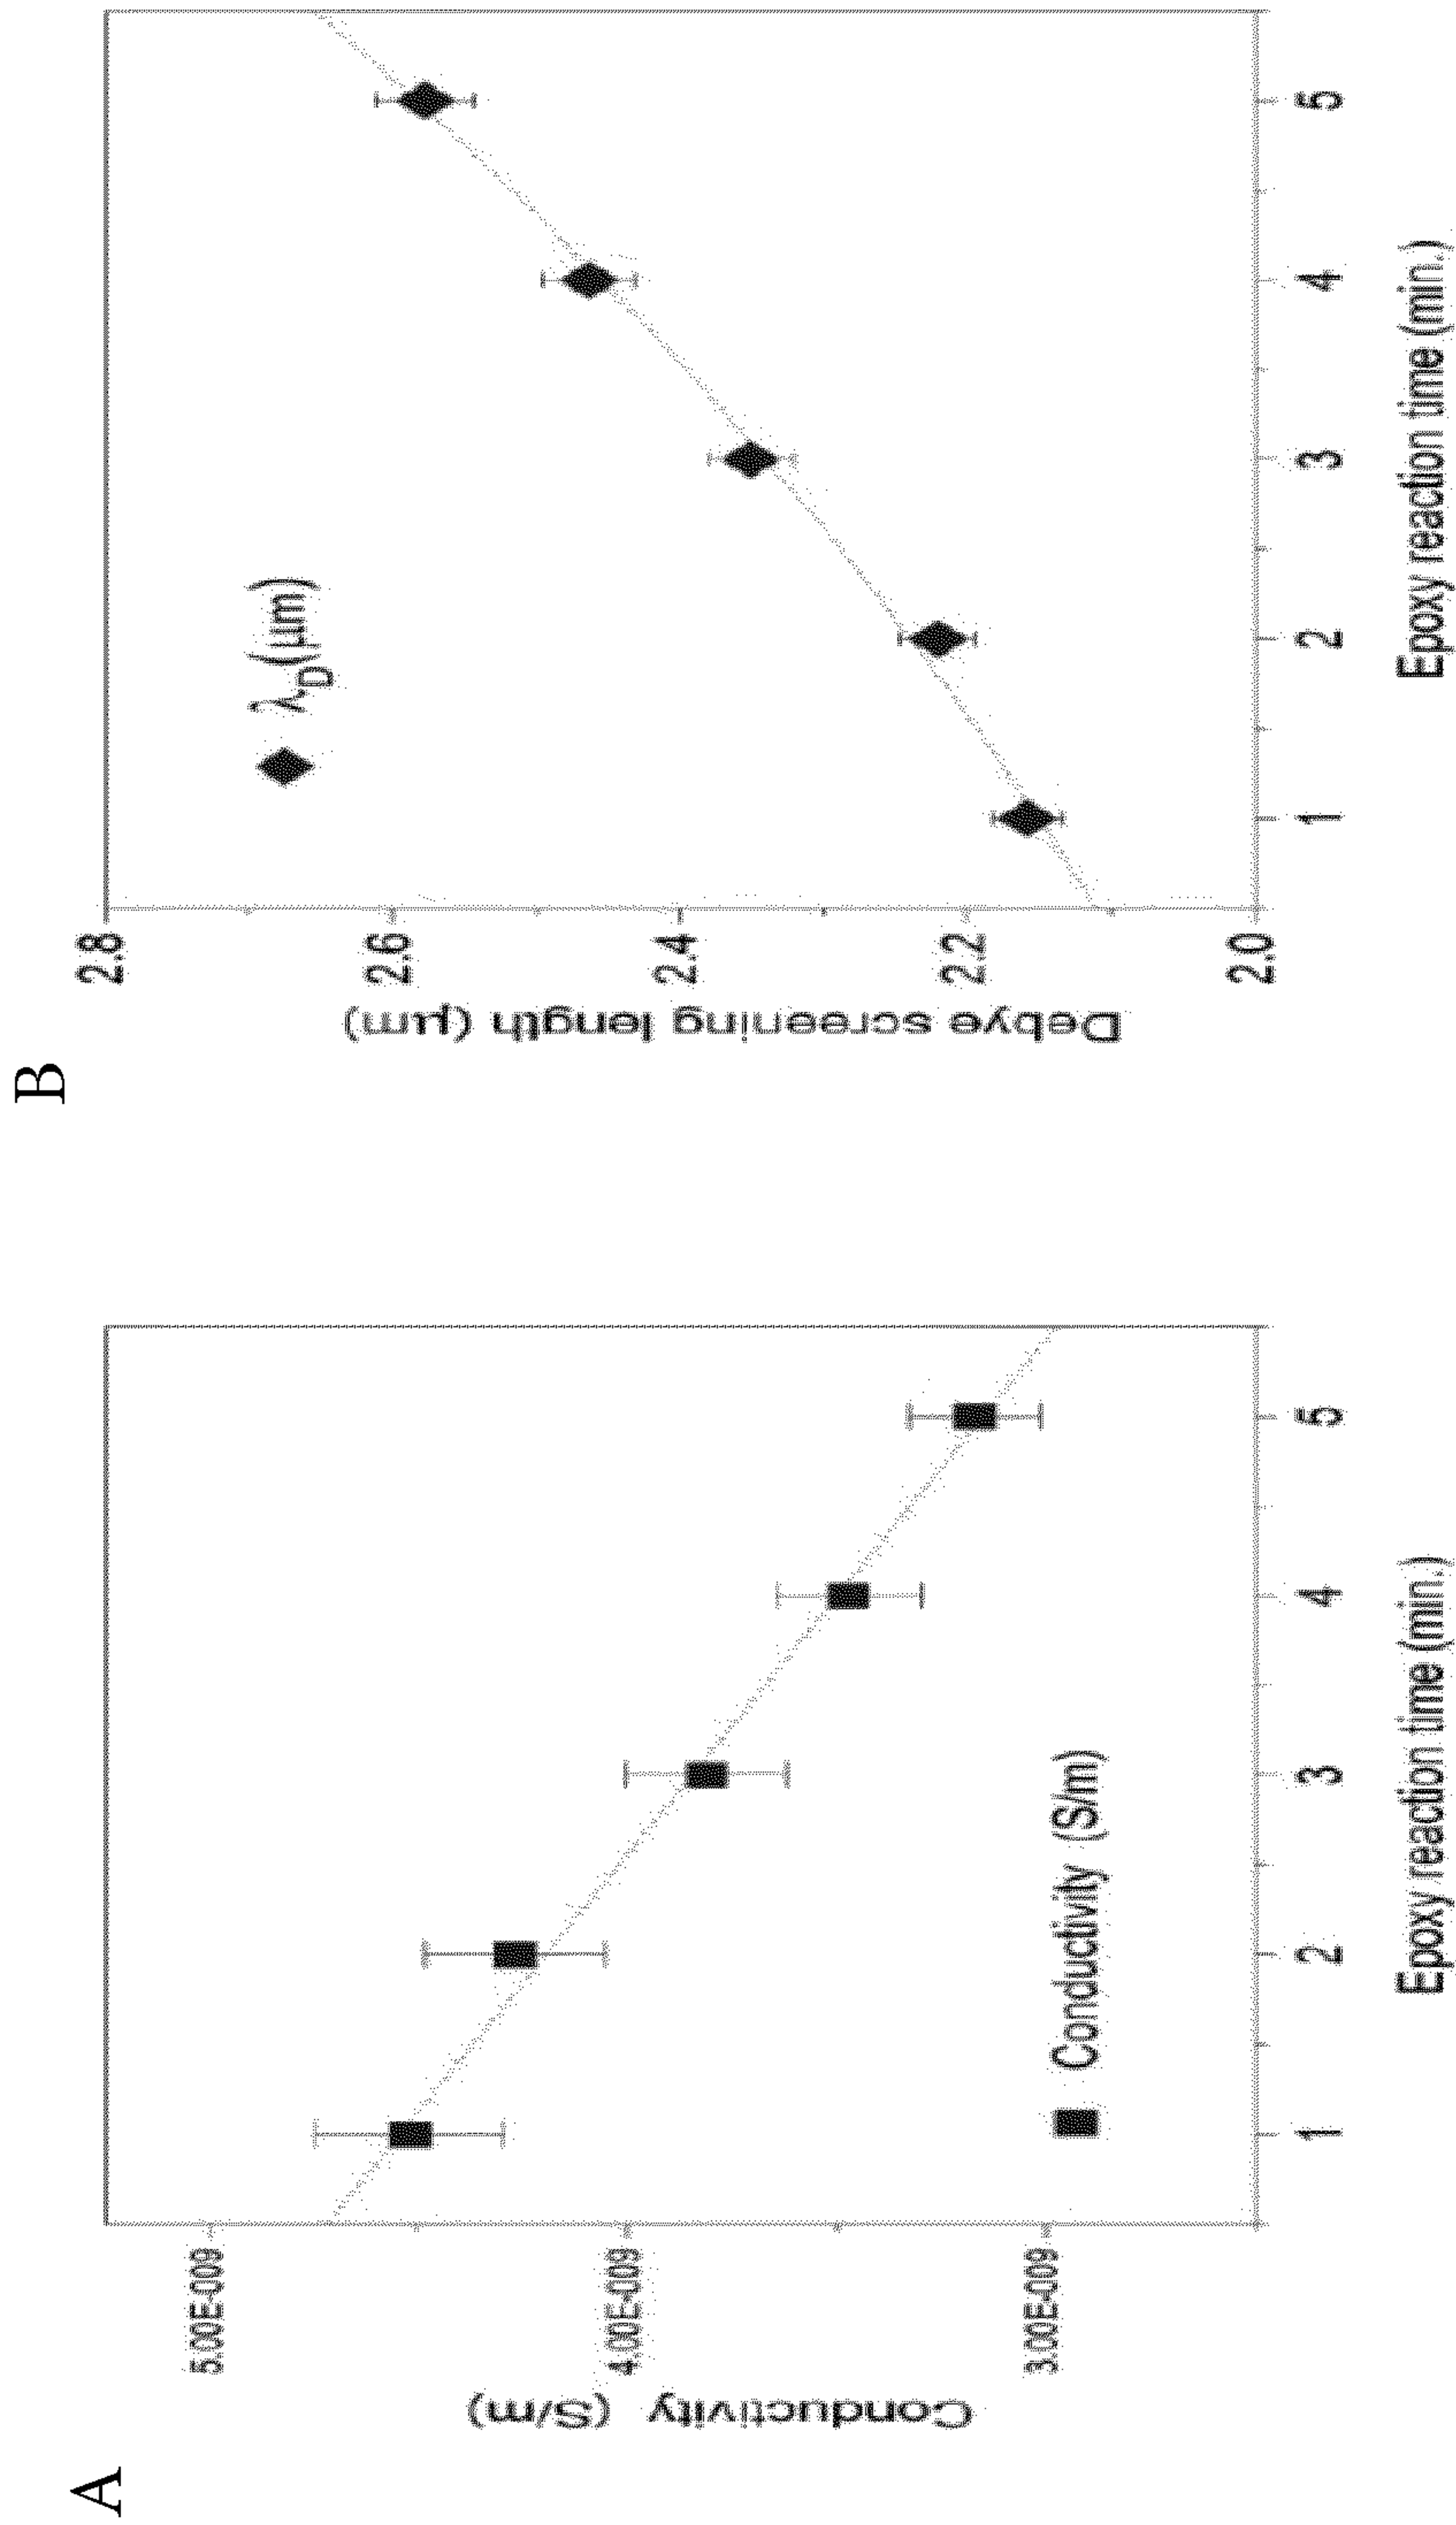 A
Conductivity (S/m)
5.00E-009
4.00E-009
3.00E-009
Conductivity (S/m)
1 2 3 4 5
Epoxy reaction time (min.)
B
Debye screening length (μm)
2.8
2.6
2.4
2.2
2.0
λD(μm)
1 2 3 4 5
Epoxy reaction time (min.)